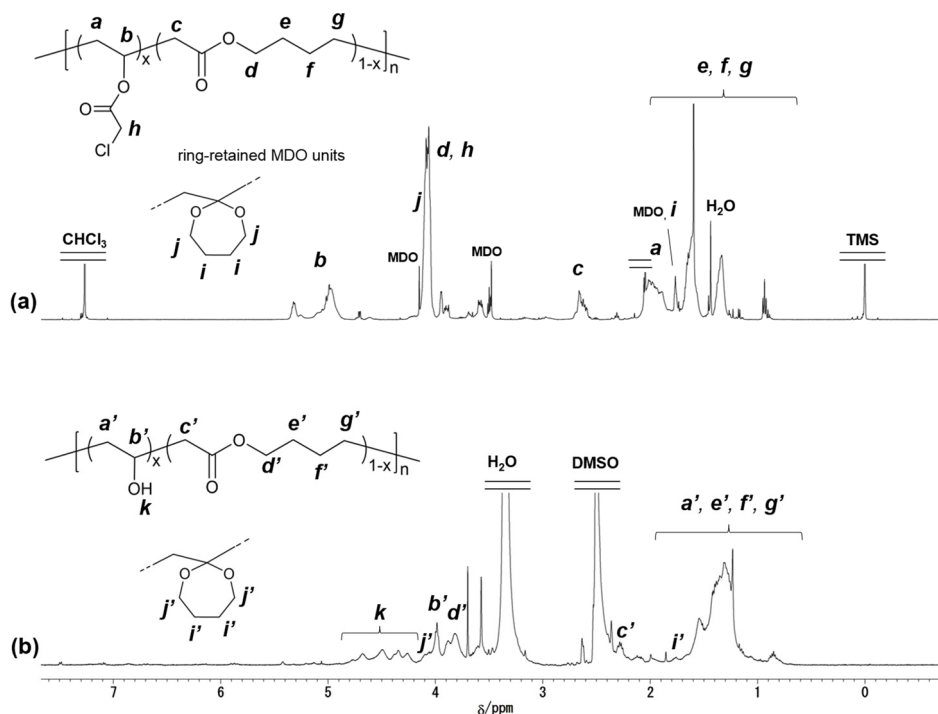 a b c e g
O
x
O d f 1-x n
O
O
O h
Cl
ring-retained MDO units
O O
j j
i i
e, f, g
d, h
j
MDO, i
H₂O
CHCl₃ b MDO MDO c a TMS
(a)
a' b' c' e' g'
O
x
OH d' f' 1-x n
k O
H₂O DMSO
a', e', f', g'
O O
j' j'
i' i'
k j' b' d' c' i'
(b)
7 6 5 4 3 2 1 0
δ/ppm